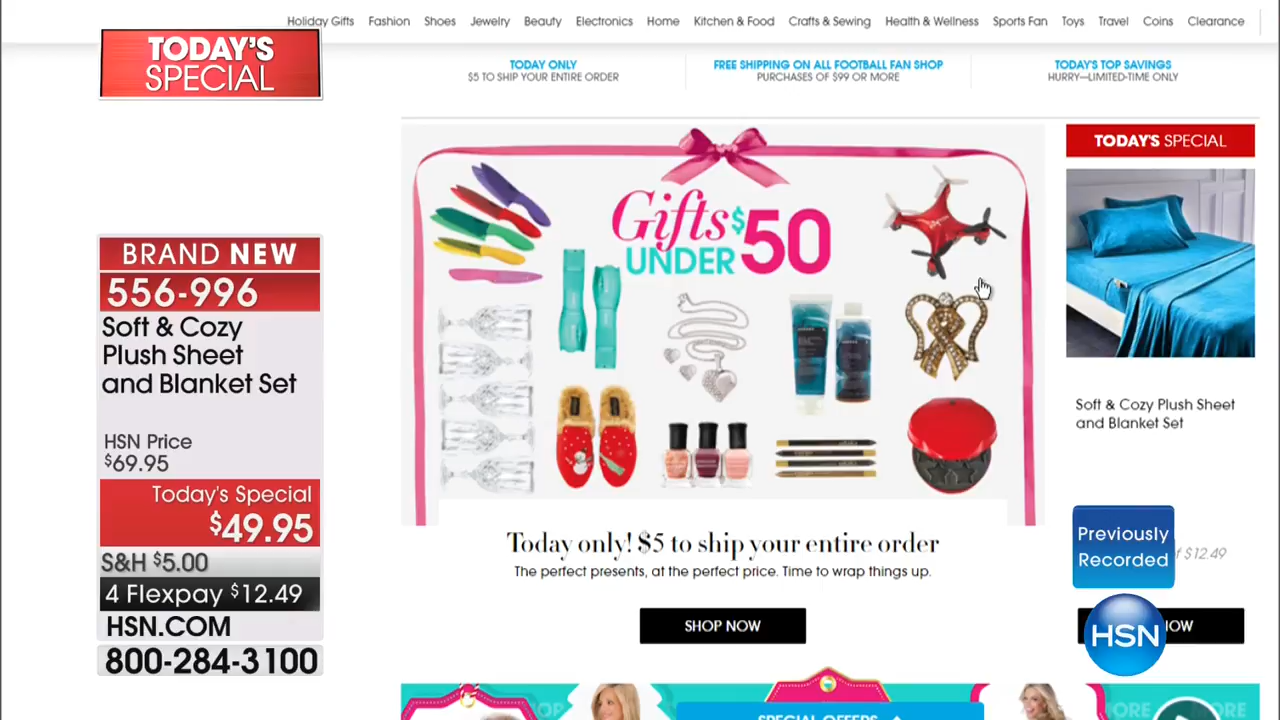 Holiday Gifts Fashion Shoes Jewelry Beauty Electronics Home Kitchen & Food Crafts & Sewing Health & Wellness Sports Fan Toys Travel Coins Clearance
TODAY'S
SPECIAL
TODAY ONLY
$5 TO SHIP YOUR ENTIRE ORDER
FREE SHIPPING ON ALL FOOTBALL FAN SHOP
PURCHASES OF $99 OR MORE
TODAY'S TOP SAVINGS
HURRY—LIMITED-TIME ONLY
BRAND NEW
556-996
Soft & Cozy
Plush Sheet
and Blanket Set
HSN Price
$69.95
Today's Special
$49.95
S&H $5.00
4 Flexpay $12.49
HSN.COM
800-284-3100
Gifts
UNDER $50
Today only! $5 to ship your entire order
The perfect presents, at the perfect price. Time to wrap things up.
SHOP NOW
TODAY'S SPECIAL
Soft & Cozy Plush Sheet
and Blanket Set
Previously
Recorded
$12.49
HSN
NOW
SPECIAL OFFERS
MORE